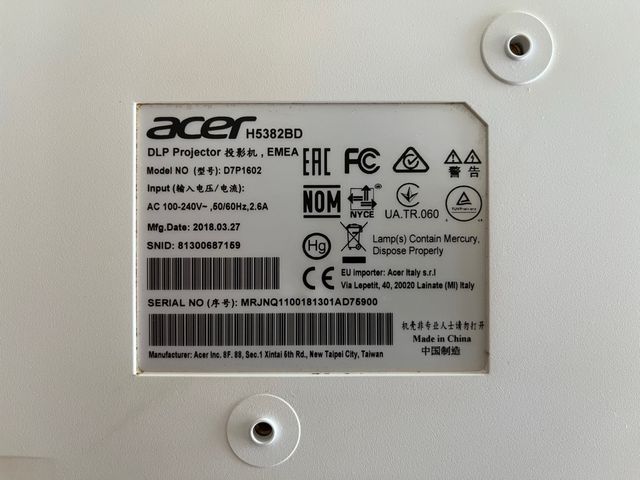 acer H5382BD
DLP Projector 投影机 , EMEA
Model NO (型号): D7P1602
Input (输入电压/电流):
AC 100-240V~ ,50/60Hz,2.6A
Mfg.Date: 2018.03.27
SNID: 81300687159
EAC FC
警告
NOM
NYCE
UA.TR.060
Hg
Lamp(s) Contain Mercury,
Dispose Properly
CE
EU importer: Acer Italy s.r.l
Via Lepetit, 40, 20020 Lainate (MI) Italy
SERIAL NO (序号): MRJNQ1100181301AD75900
机壳非专业人士请勿打开
Made in China
中国制造
Manufacturer: Acer Inc. 8F. 88, Sec.1 Xintai 5th Rd., New Taipei City, Taiwan